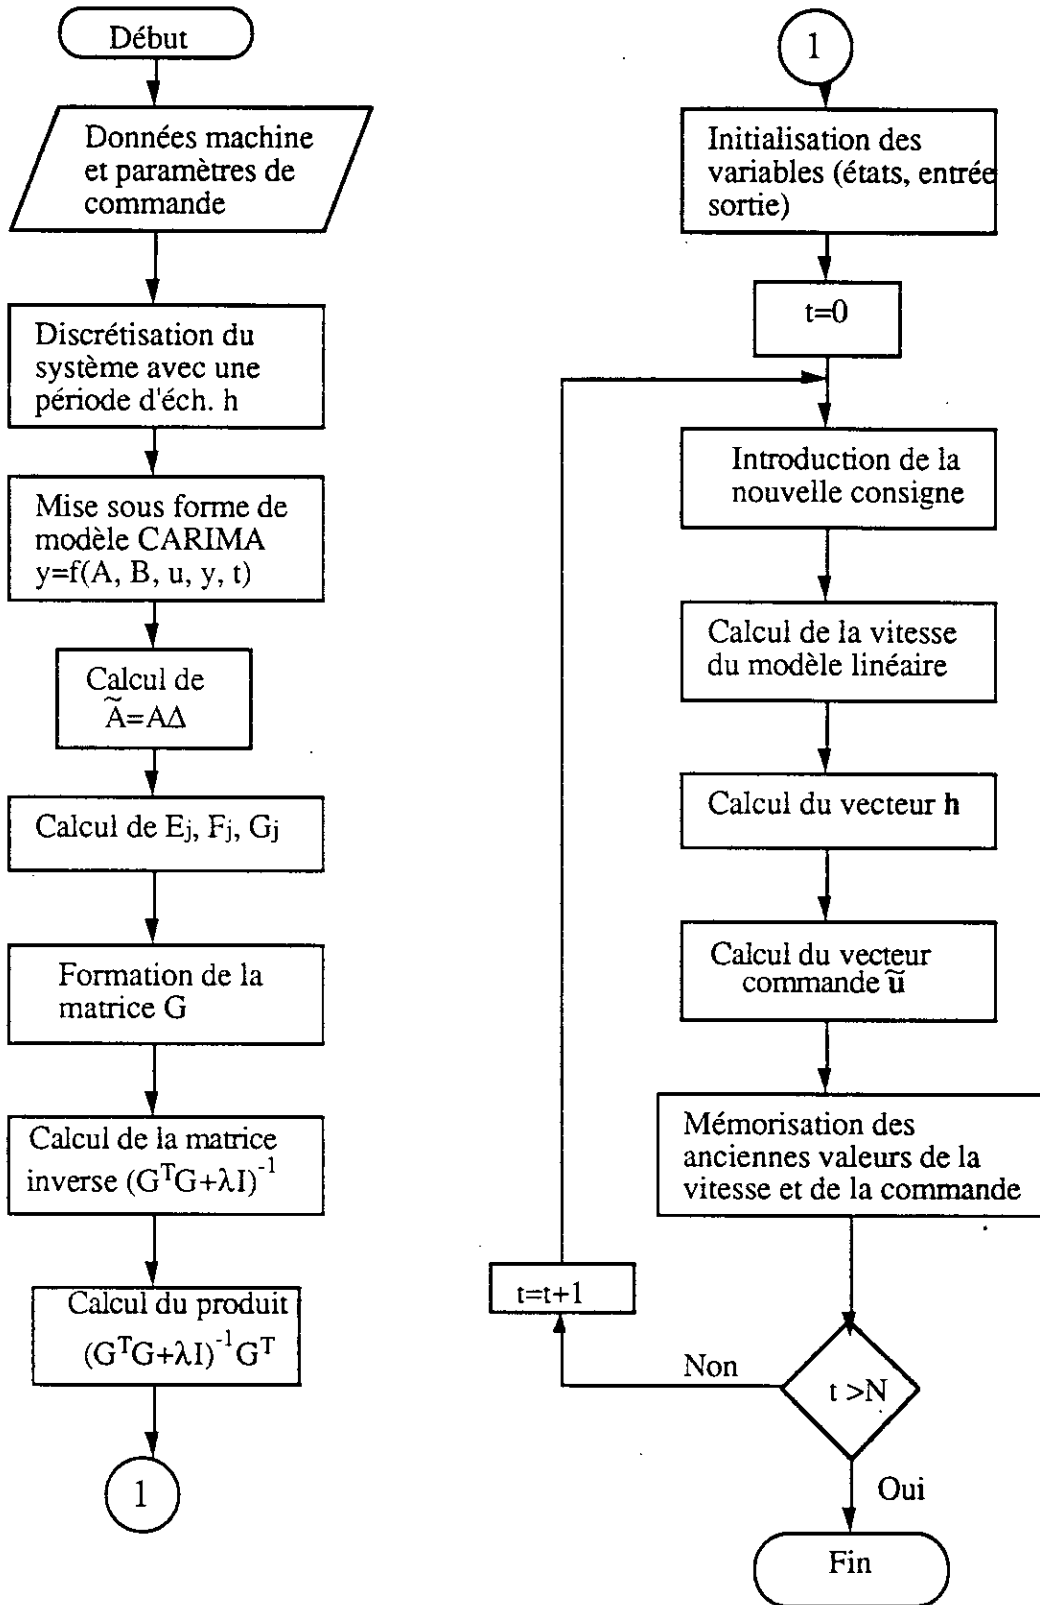 Début
Données machine
et paramètres de
commande
Discrétisation du
système avec une
période d'éch. h
Mise sous forme de
modèle CARIMA
y=f(A, B, u, y, t)
Calcul de
Ã=AΔ
Calcul de Ej, Fj, Gj
Formation de la
matrice G
Calcul de la matrice
inverse (GᵀG+λI)⁻¹
Calcul du produit
(GᵀG+λI)⁻¹Gᵀ
1
1
Initialisation des
variables (états, entrée
sortie)
t=0
Introduction de la
nouvelle consigne
Calcul de la vitesse
du modèle linéaire
Calcul du vecteur h
Calcul du vecteur
commande ũ
Mémorisation des
anciennes valeurs de la
vitesse et de la commande
t=t+1
Non
t >N
Oui
Fin